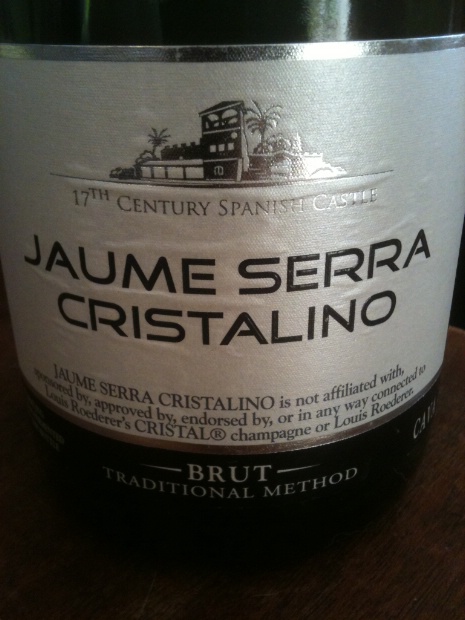 17TH CENTURY SPANISH CASTLE
JAUME SERRA
CRISTALINO
JAUME SERRA CRISTALINO is not affiliated with,
sponsored by, approved by, endorsed by, or in any way connected to
Louis Roederer's CRISTAL® champagne or Louis Roederer.
BRUT
TRADITIONAL METHOD